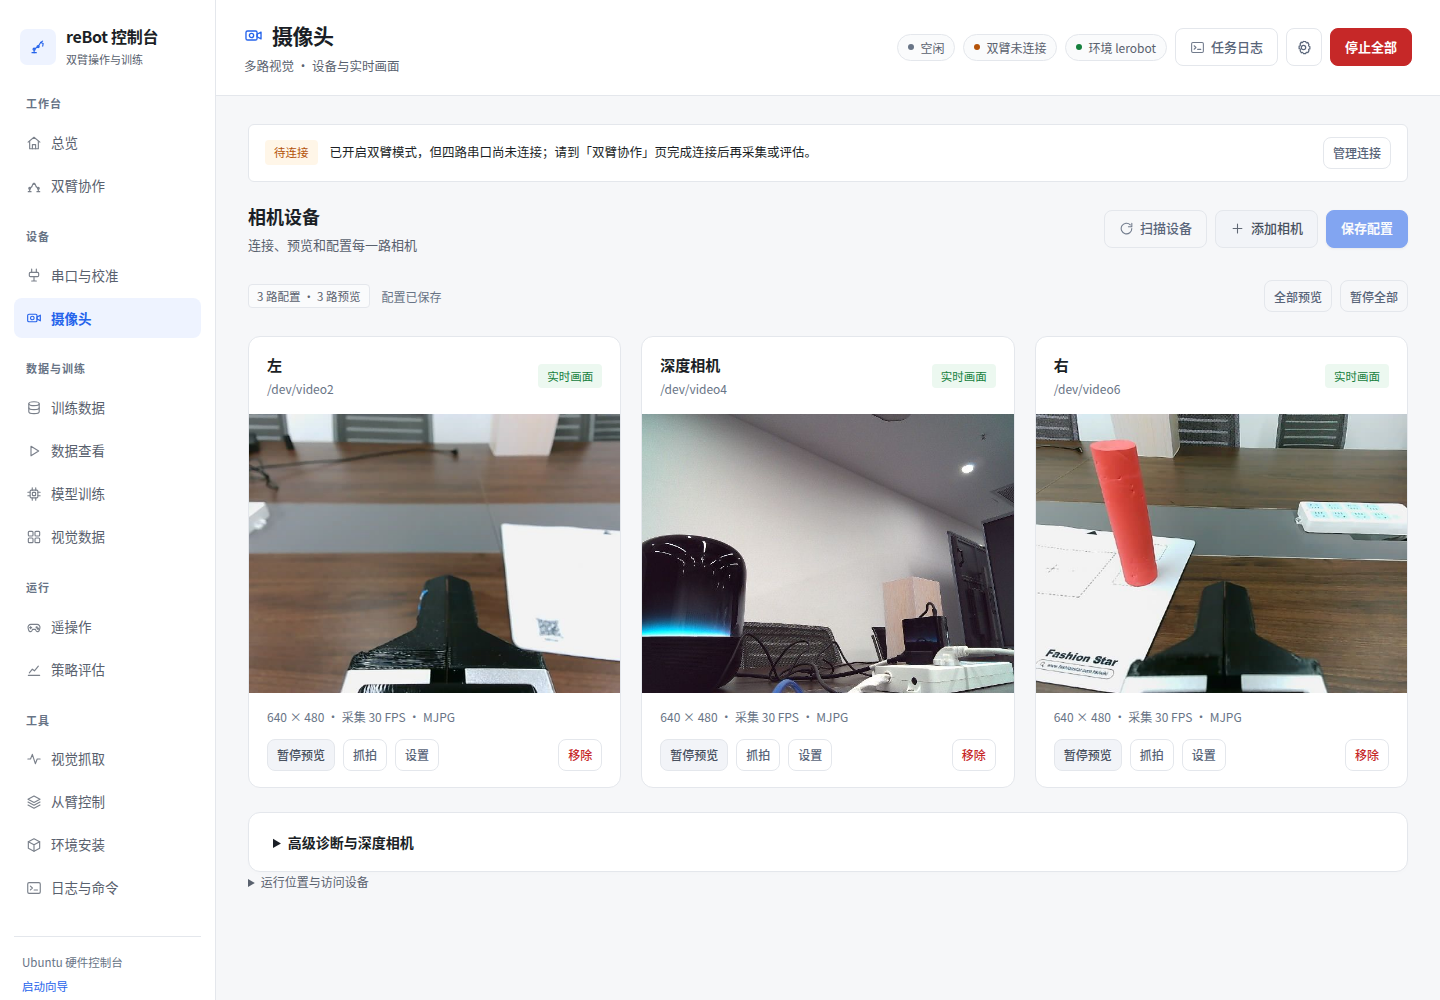 reBot 控制台
双臂操作与训练
工作台
总览
双臂协作
设备
串口与校准
摄像头
数据与训练
训练数据
数据查看
模型训练
视觉数据
运行
遥操作
策略评估
工具
视觉抓取
从臂控制
环境安装
日志与命令
Ubuntu 硬件控制台
启动向导
摄像头
多路视觉 · 设备与实时画面
空闲
双臂未连接
环境 lerobot
任务日志
停止全部
待连接
已开启双臂模式，但四路串口尚未连接；请到「双臂协作」页完成连接后再采集或评估。
管理连接
相机设备
连接、预览和配置每一路相机
扫描设备
添加相机
保存配置
3 路配置 · 3 路预览
配置已保存
全部预览
暂停全部
左
/dev/video2
实时画面
640 × 480 · 采集 30 FPS · MJPG
暂停预览
抓拍
设置
移除
深度相机
/dev/video4
实时画面
640 × 480 · 采集 30 FPS · MJPG
暂停预览
抓拍
设置
移除
右
/dev/video6
实时画面
Fashion Star
640 × 480 · 采集 30 FPS · MJPG
暂停预览
抓拍
设置
移除
高级诊断与深度相机
运行位置与访问设备